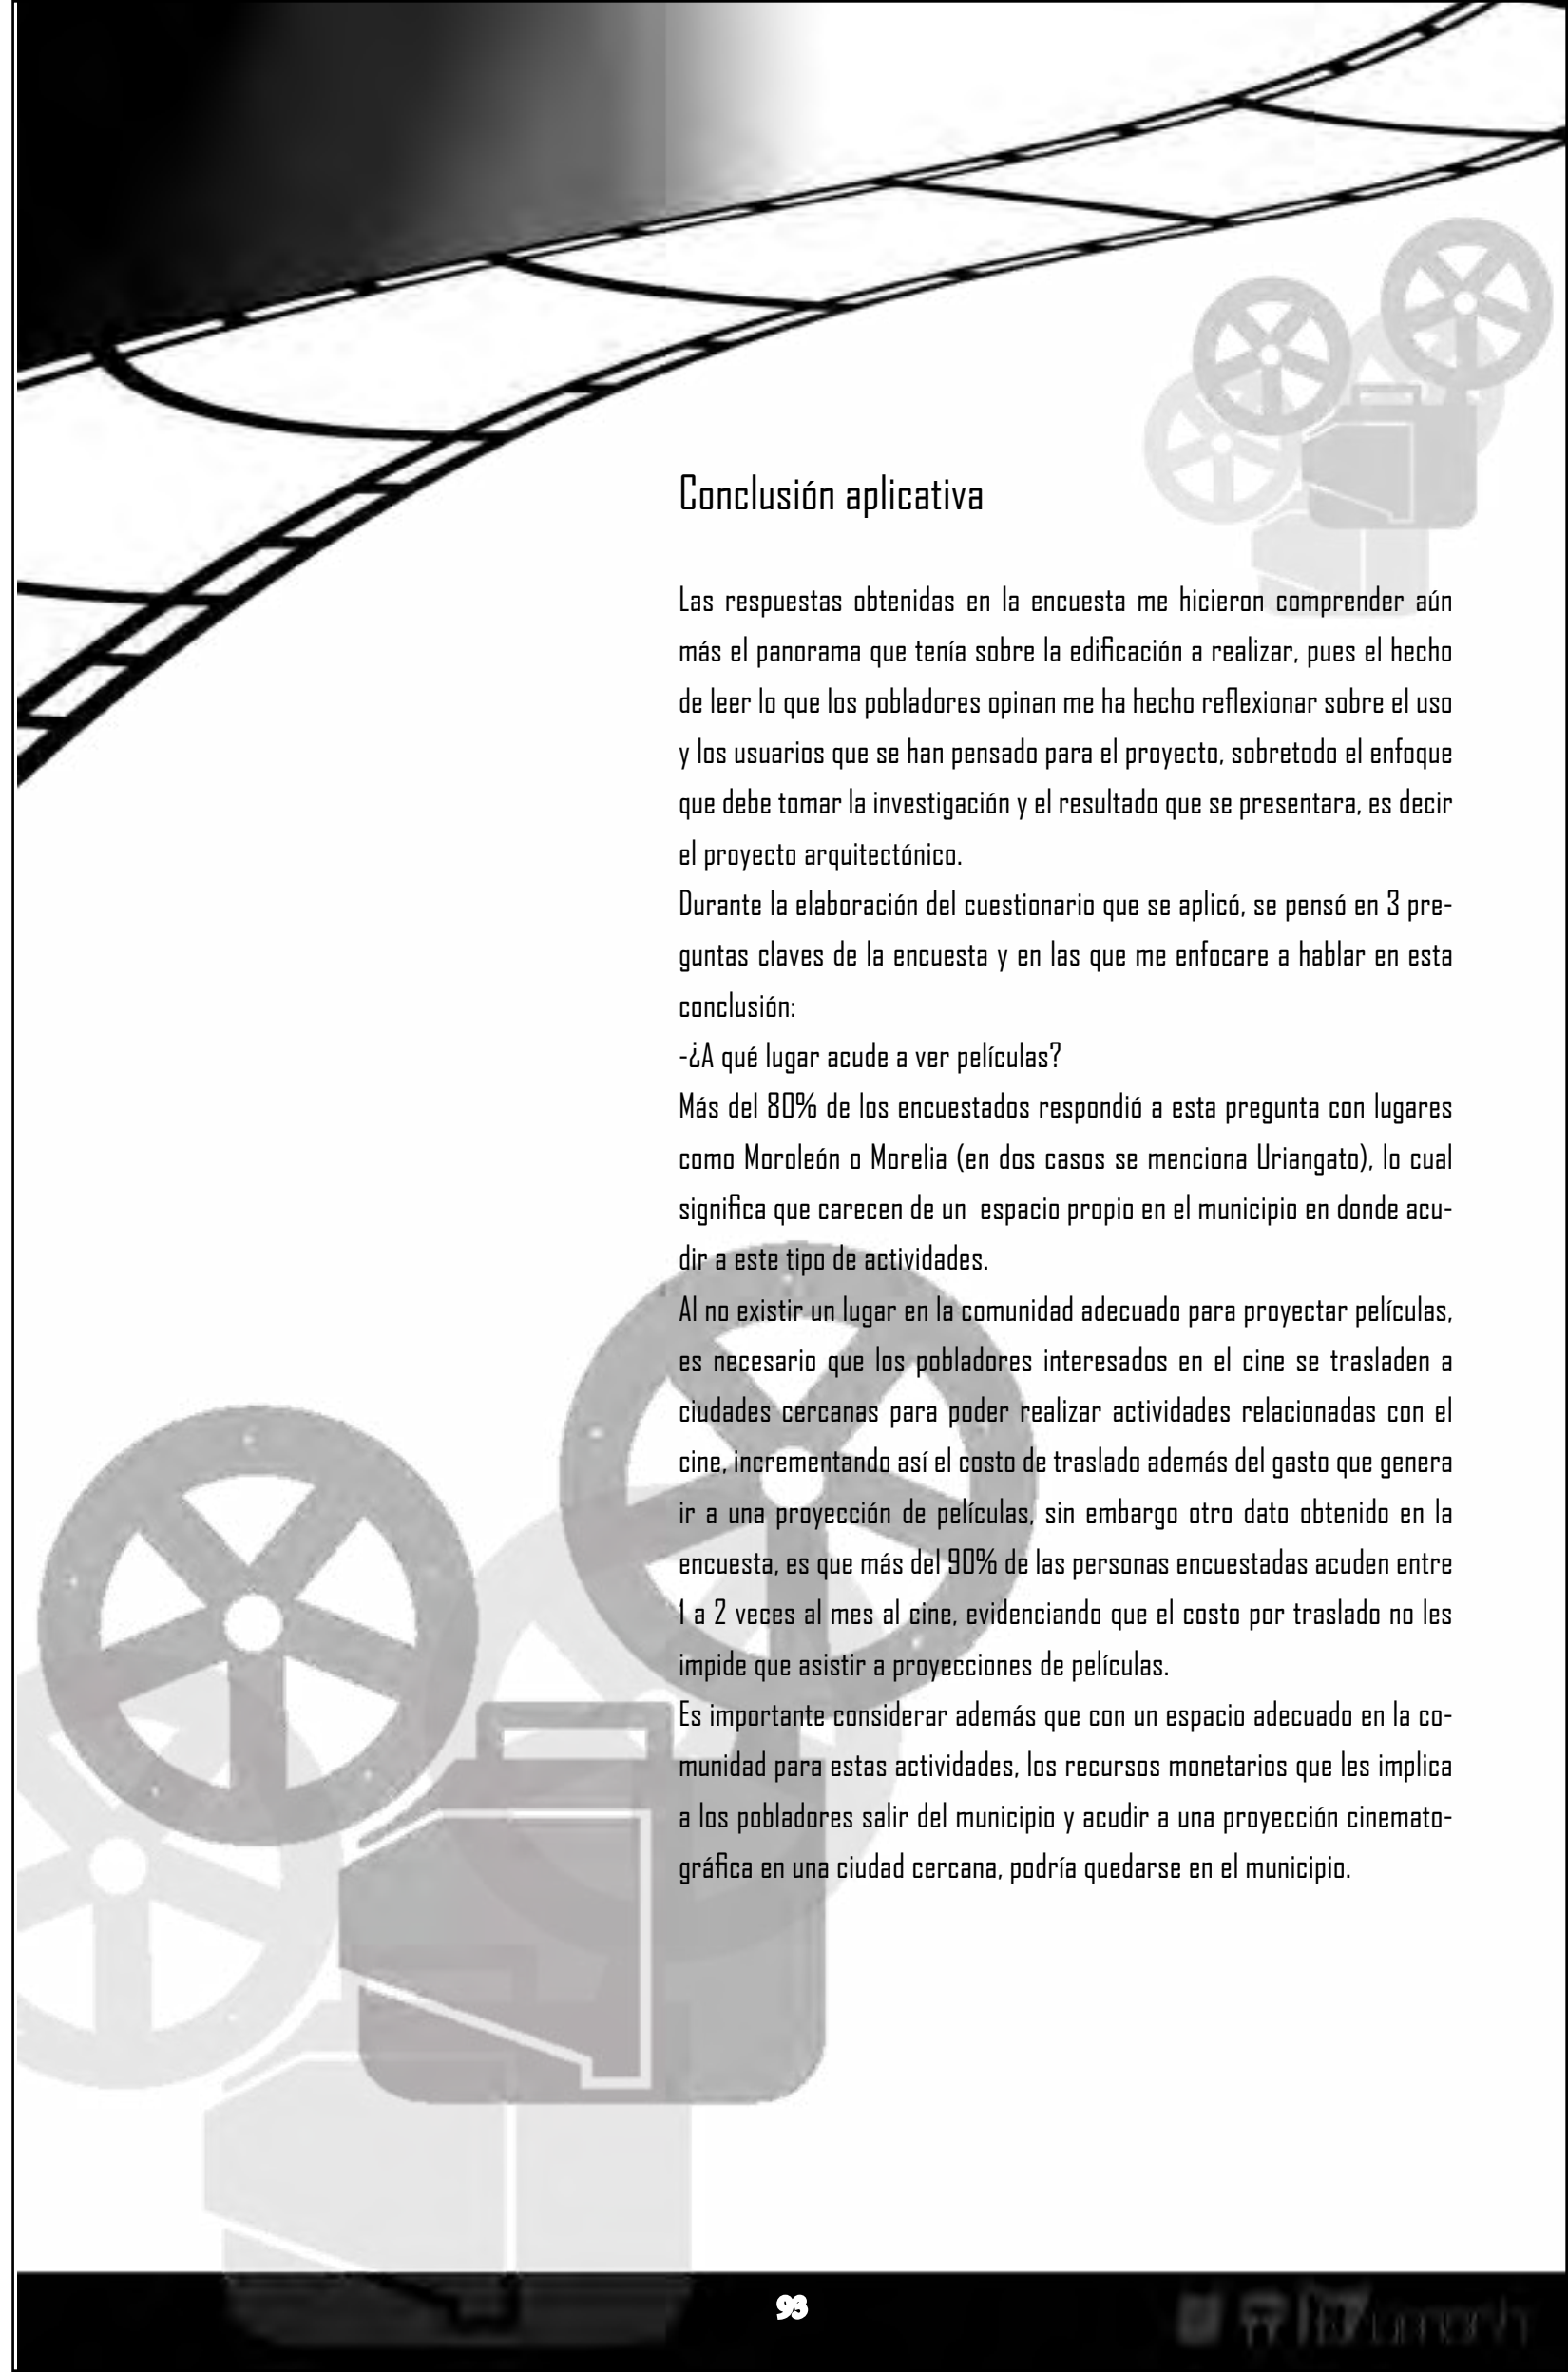 Conclusión aplicativa
Las respuestas obtenidas en la encuesta me hicieron comprender aún
más el panorama que tenía sobre la edificación a realizar, pues el hecho
de leer lo que los pobladores opinan me ha hecho reflexionar sobre el uso
y los usuarios que se han pensado para el proyecto, sobretodo el enfoque
que debe tomar la investigación y el resultado que se presentara, es decir
el proyecto arquitectónico.
Durante la elaboración del cuestionario que se aplicó, se pensó en 3 pre-
guntas claves de la encuesta y en las que me enfocare a hablar en esta
conclusión:
-¿A qué lugar acude a ver películas?
Más del 80% de los encuestados respondió a esta pregunta con lugares
como Moroleón o Morelia (en dos casos se menciona Uriangato), lo cual
significa que carecen de un  espacio propio en el municipio en donde acu-
dir a este tipo de actividades.
Al no existir un lugar en la comunidad adecuado para proyectar películas,
es necesario que los pobladores interesados en el cine se trasladen a
ciudades cercanas para poder realizar actividades relacionadas con el
cine, incrementando así el costo de traslado además del gasto que genera
ir a una proyección de películas, sin embargo otro dato obtenido en la
encuesta, es que más del 90% de las personas encuestadas acuden entre
1 a 2 veces al mes al cine, evidenciando que el costo por traslado no les
impide que asistir a proyecciones de películas.
Es importante considerar además que con un espacio adecuado en la co-
munidad para estas actividades, los recursos monetarios que les implica
a los pobladores salir del municipio y acudir a una proyección cinemato-
gráfica en una ciudad cercana, podría quedarse en el municipio.
93